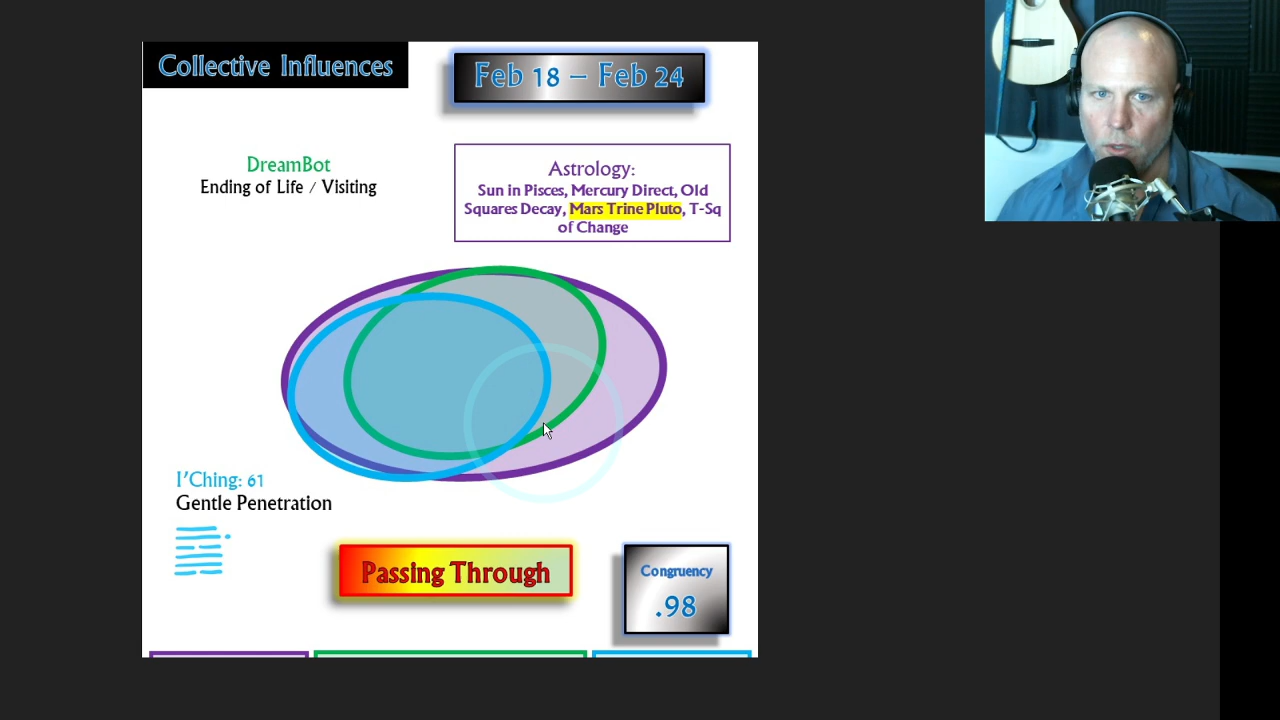 Collective Influences
Feb 18 – Feb 24
DreamBot
Ending of Life / Visiting
Astrology:
Sun in Pisces, Mercury Direct, Old
Squares Decay, Mars Trine Pluto, T-Sq
of Change
I'Ching: 61
Gentle Penetration
Passing Through
Congruency
.98